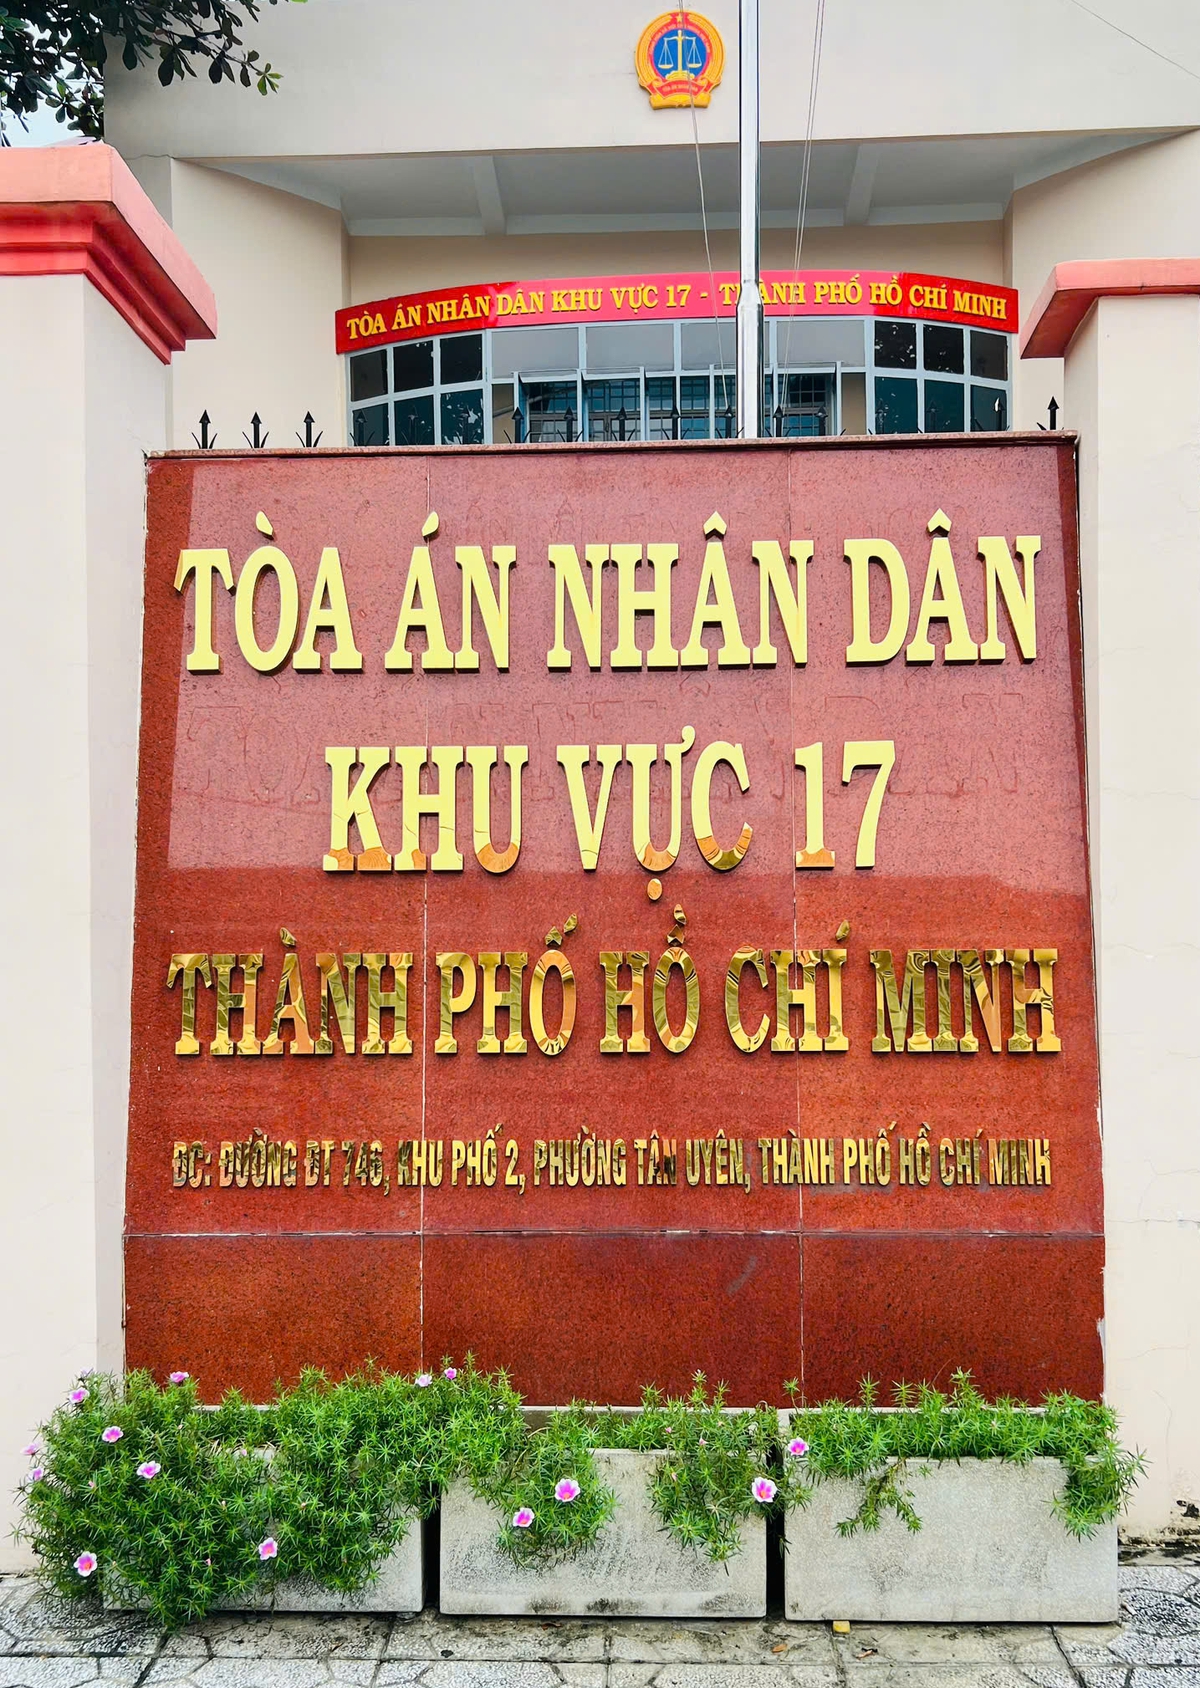 TÒA ÁN NHÂN DÂN KHU VỰC 17 - THÀNH PHỐ HỒ CHÍ MINH
TÒA ÁN NHÂN DÂN
KHU VỰC 17
THÀNH PHỐ HỒ CHÍ MINH
ĐC: ĐƯỜNG ĐT 746, KHU PHỐ 2, PHƯỜNG TÂN UYÊN, THÀNH PHỐ HỒ CHÍ MINH